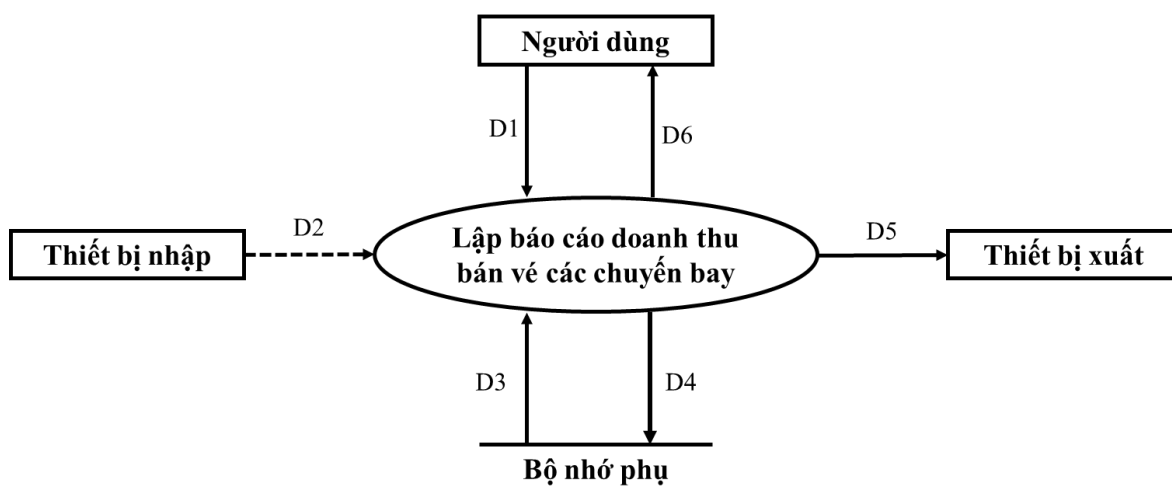 Người dùng
D1
D6
Thiết bị nhập
D2
Lập báo cáo doanh thu
bán vé các chuyến bay
D5
Thiết bị xuất
D3
D4
Bộ nhớ phụ